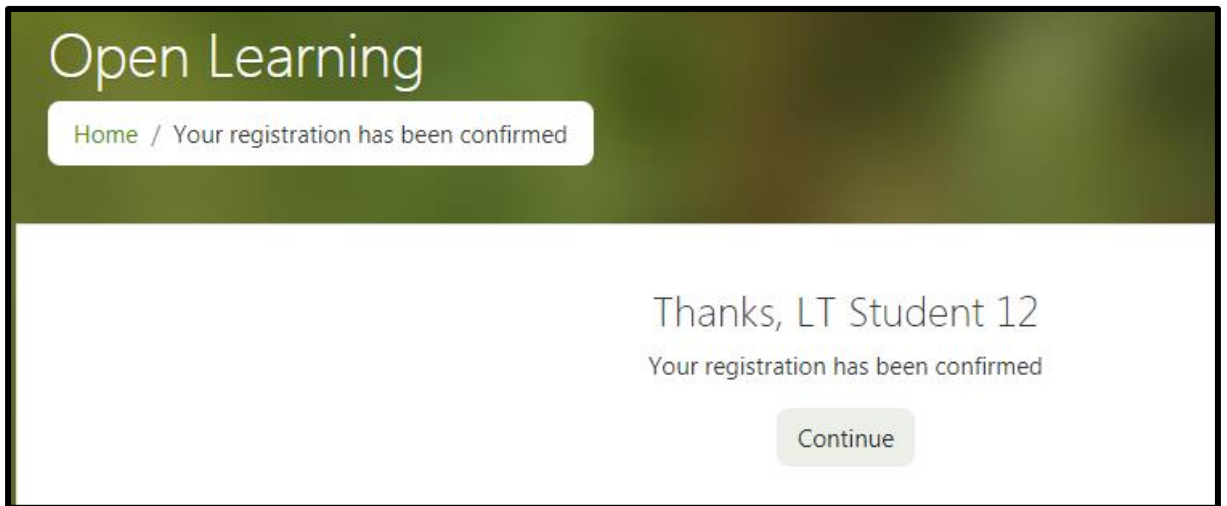 Open Learning
Home / Your registration has been confirmed
Thanks, LT Student 12
Your registration has been confirmed
Continue